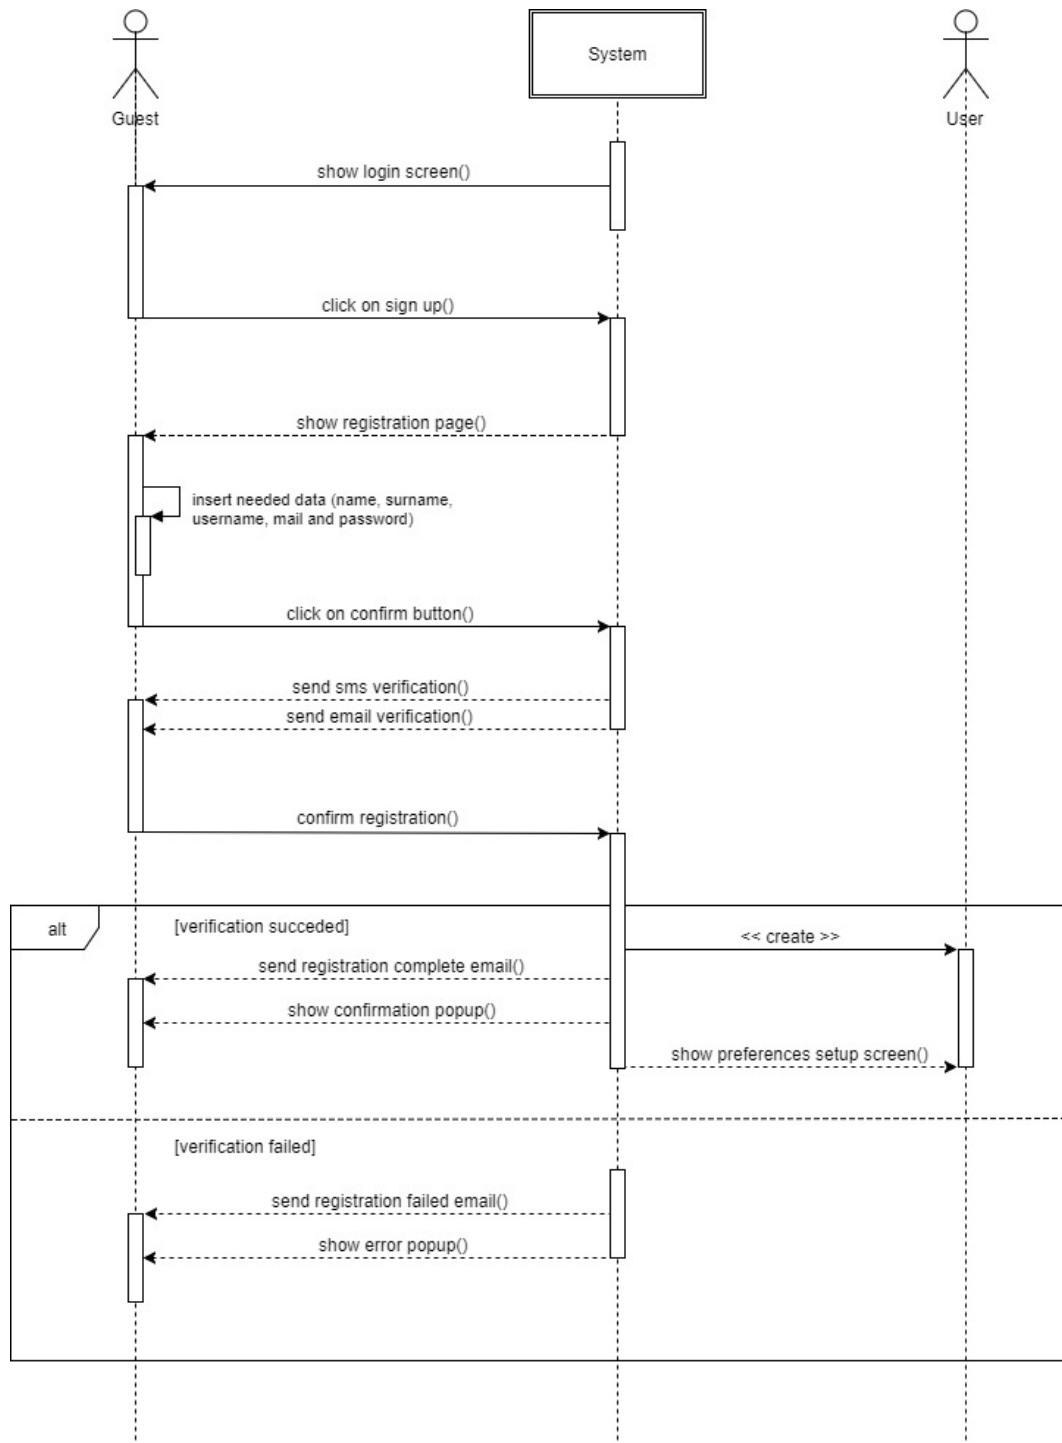 System
Guest
User
show login screen()
click on sign up()
show registration page()
insert needed data (name, surname,
username, mail and password)
click on confirm button()
send sms verification()
send email verification()
confirm registration()
alt
[verification succeded]
<< create >>
send registration complete email()
show confirmation popup()
show preferences setup screen()
[verification failed]
send registration failed email()
show error popup()